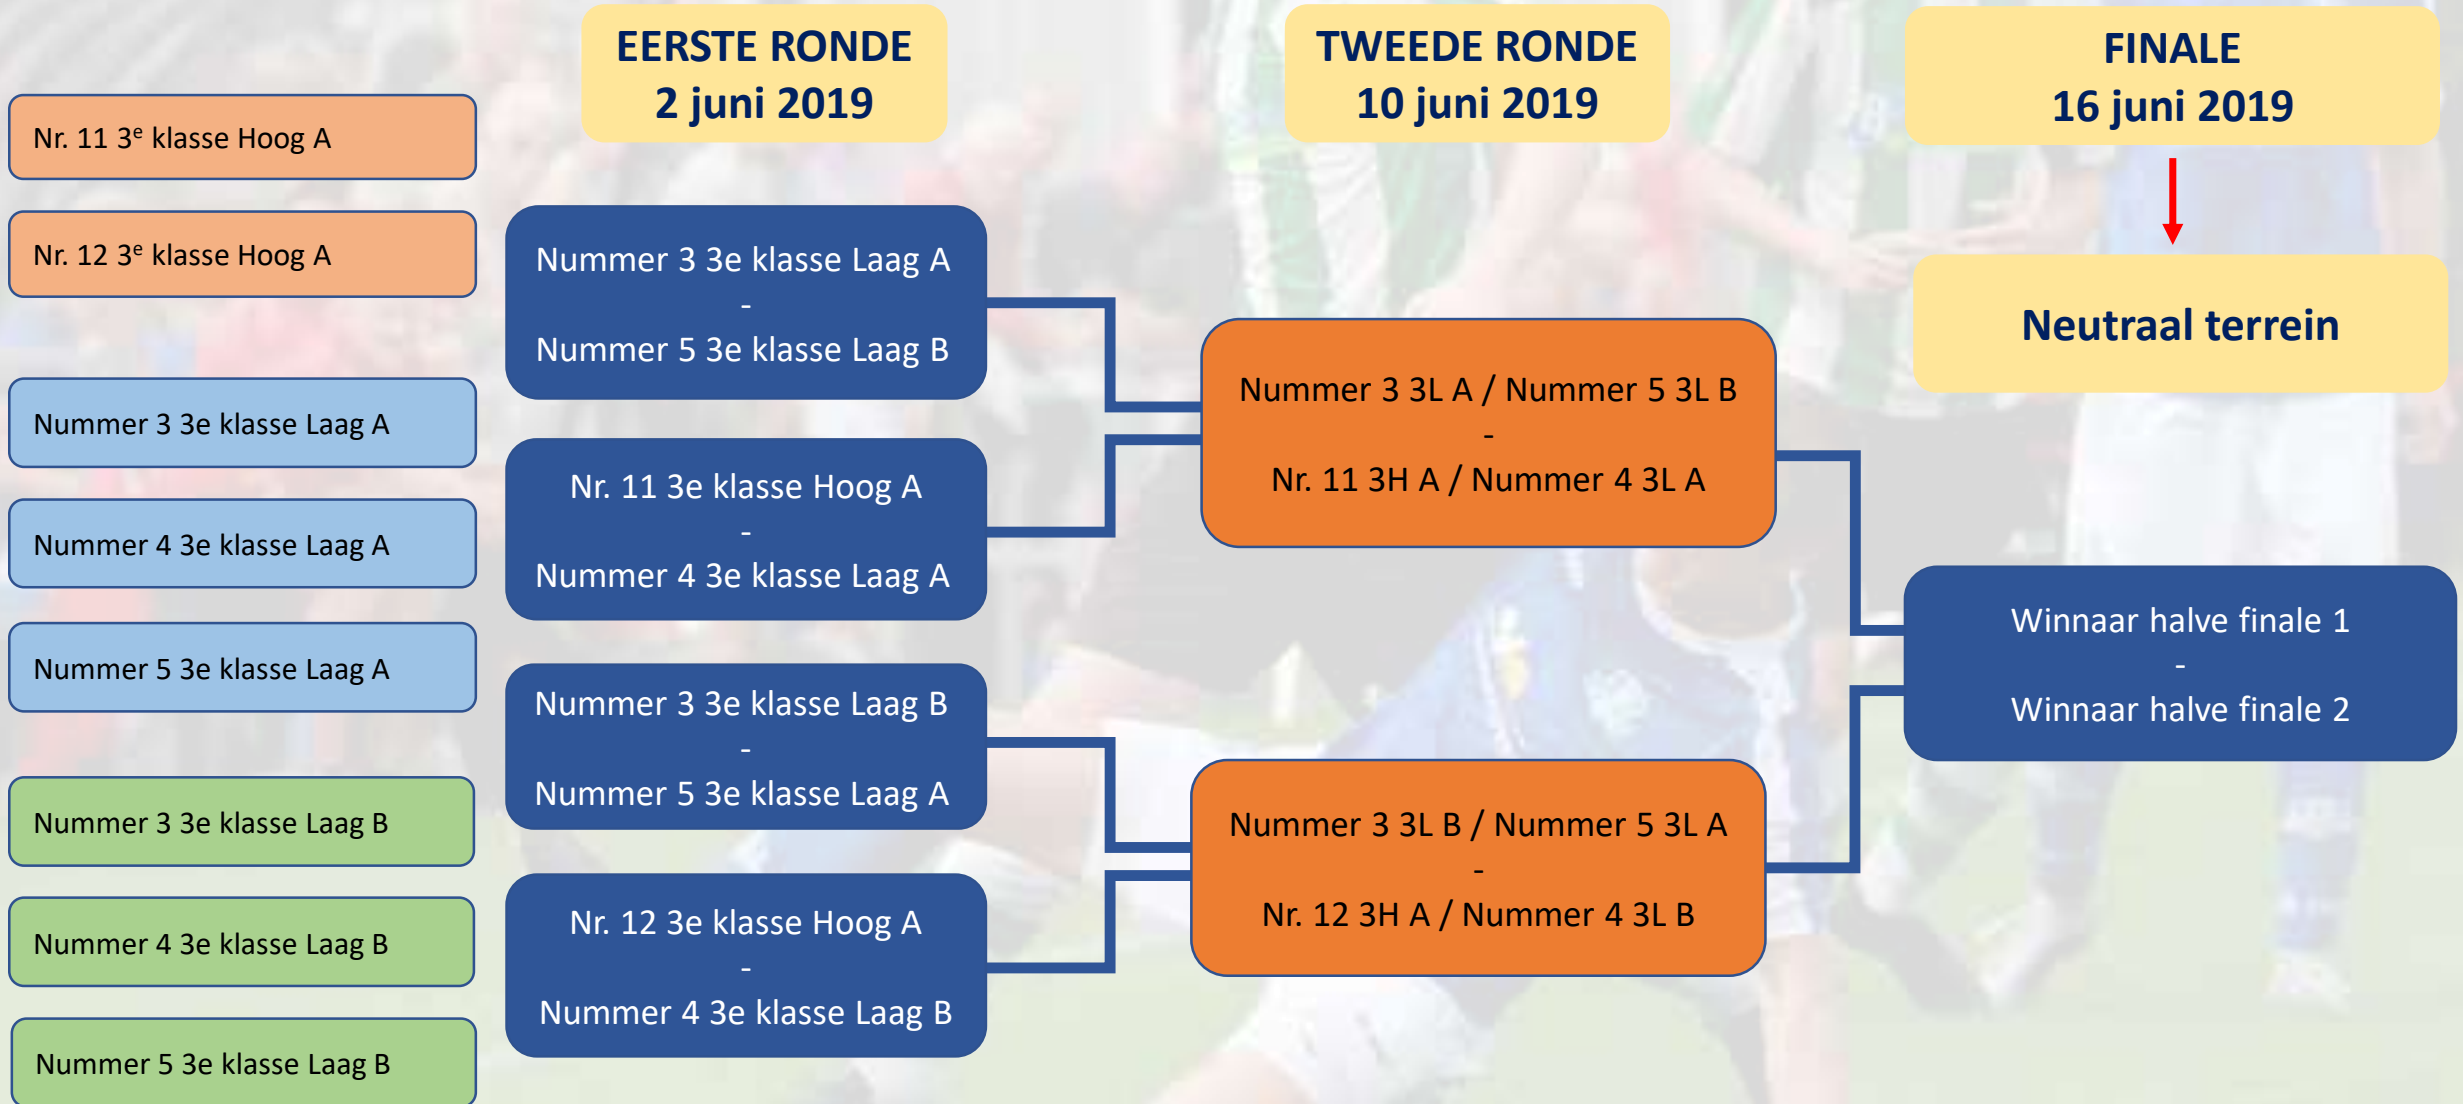 EERSTE RONDE
2 juni 2019
TWEEDE RONDE
10 juni 2019
FINALE
16 juni 2019
Neutraal terrein
Nr. 11 3e klasse Hoog A
Nr. 12 3e klasse Hoog A
Nummer 3 3e klasse Laag A
Nummer 4 3e klasse Laag A
Nummer 5 3e klasse Laag A
Nummer 3 3e klasse Laag B
Nummer 4 3e klasse Laag B
Nummer 5 3e klasse Laag B
Nummer 3 3e klasse Laag A
-
Nummer 5 3e klasse Laag B
Nr. 11 3e klasse Hoog A
-
Nummer 4 3e klasse Laag A
Nummer 3 3e klasse Laag B
-
Nummer 5 3e klasse Laag A
Nr. 12 3e klasse Hoog A
-
Nummer 4 3e klasse Laag B
Nummer 3 3L A / Nummer 5 3L B
-
Nr. 11 3H A / Nummer 4 3L A
Nummer 3 3L B / Nummer 5 3L A
-
Nr. 12 3H A / Nummer 4 3L B
Winnaar halve finale 1
-
Winnaar halve finale 2